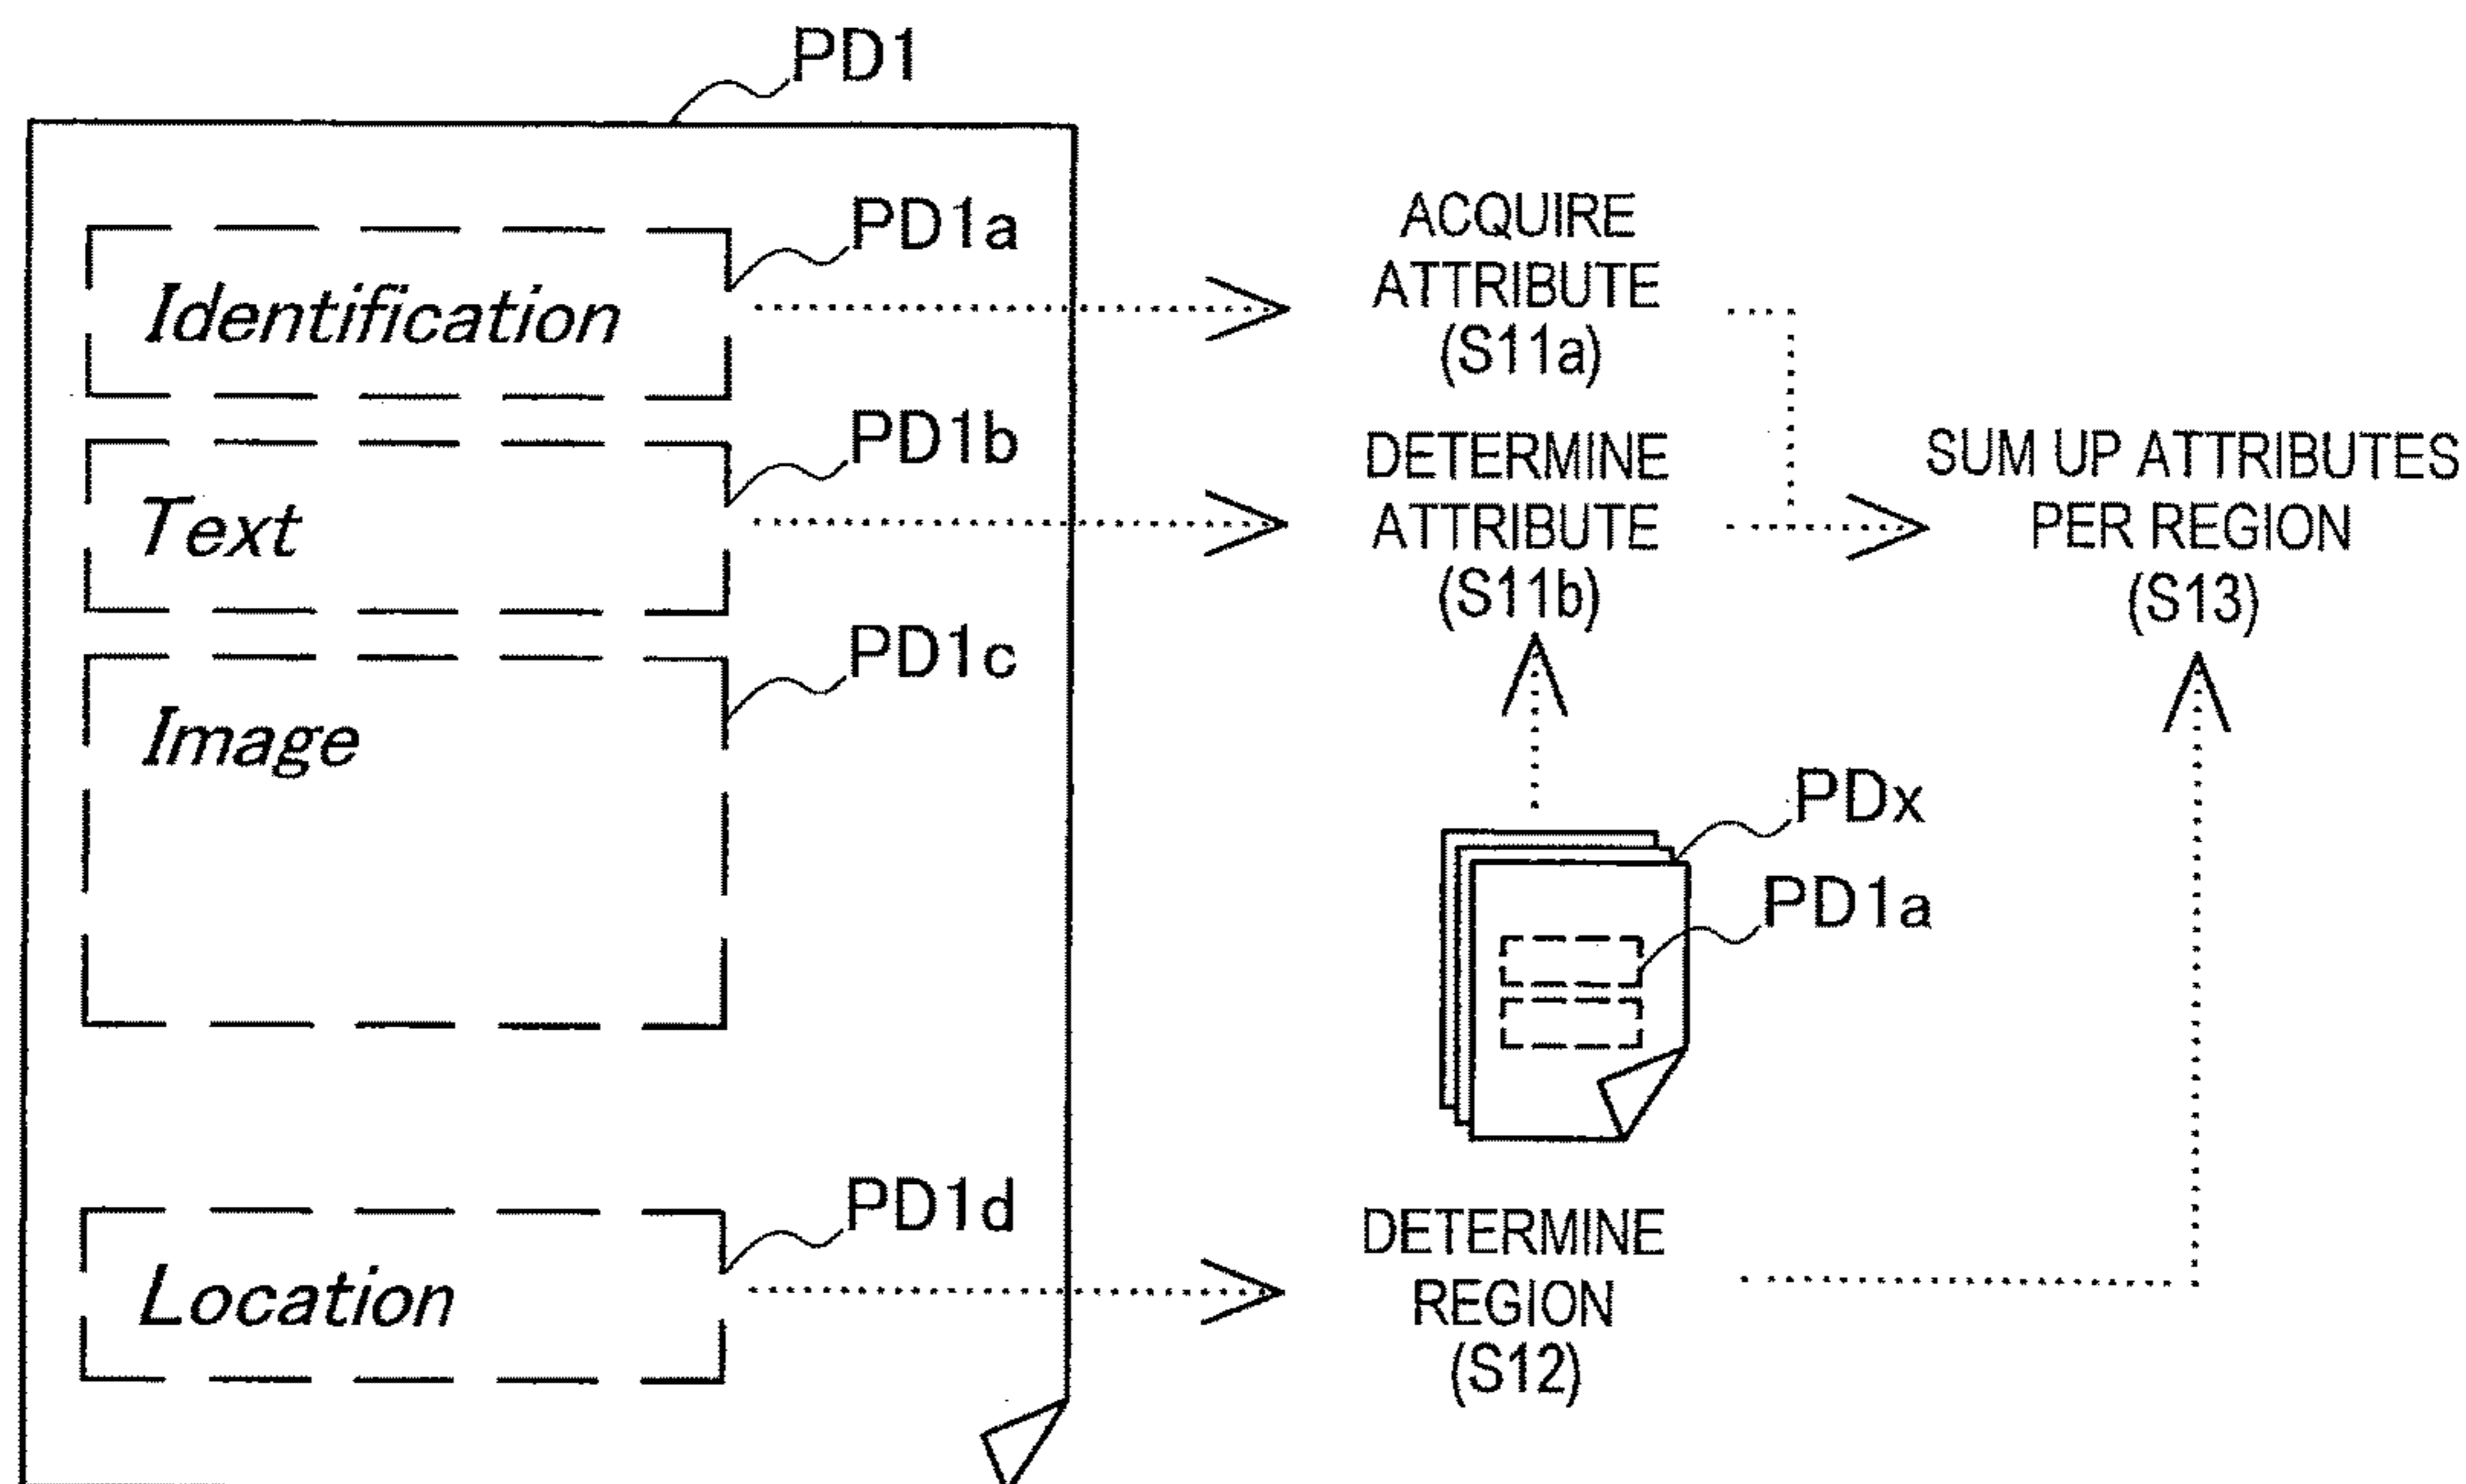 PD1
PD1a
Identification
ACQUIRE
ATTRIBUTE
(S11a)
PD1b
Text
DETERMINE
ATTRIBUTE
(S11b)
SUM UP ATTRIBUTES
PER REGION
(S13)
PD1c
Image
PDx
PD1a
PD1d
Location
DETERMINE
REGION
(S12)